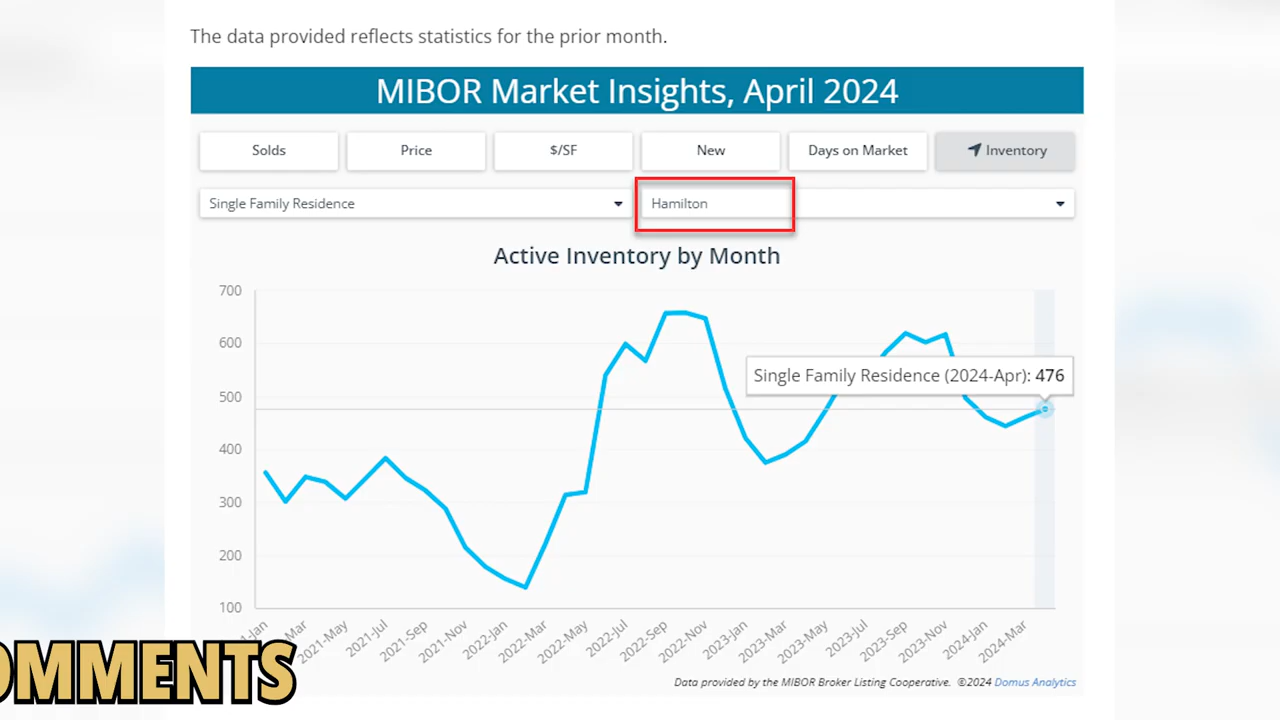 The data provided reflects statistics for the prior month.
MIBOR Market Insights, April 2024
Solds
Price
$/SF
New
Days on Market
Inventory
Single Family Residence
Hamilton
Active Inventory by Month
700
600
500
400
300
200
100
Single Family Residence (2024-Apr): 476
2021-May
2021-Jul
2021-Sep
2021-Nov
2022-Jan
2022-Mar
2022-May
2022-Jul
2022-Sep
2022-Nov
2023-Jan
2023-Mar
2023-May
2023-Jul
2023-Sep
2023-Nov
2024-Jan
2024-Mar
OMMENTS
Data provided by the MIBOR Broker Listing Cooperative. ©2024 Domus Analytics